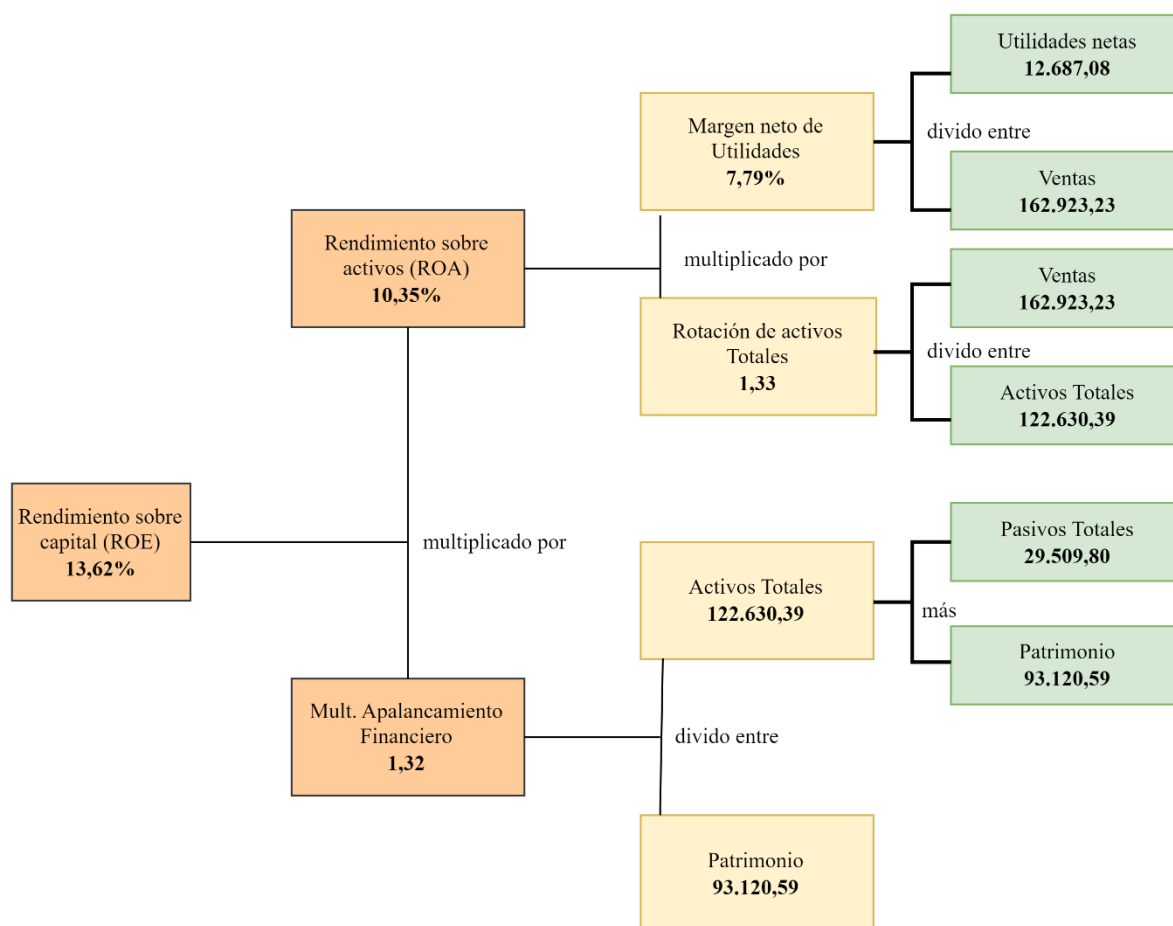 Utilidades netas
12.687,08
Margen neto de
Utilidades
7,79%
divido entre
Ventas
162.923,23
Rendimiento sobre
activos (ROA)
10,35%
multiplicado por
Ventas
162.923,23
Rotación de activos
Totales
1,33
divido entre
Activos Totales
122.630,39
Rendimiento sobre
capital (ROE)
13,62%
multiplicado por
Pasivos Totales
29.509,80
Activos Totales
122.630,39
más
Patrimonio
93.120,59
Mult. Apalancamiento
Financiero
1,32
divido entre
Patrimonio
93.120,59